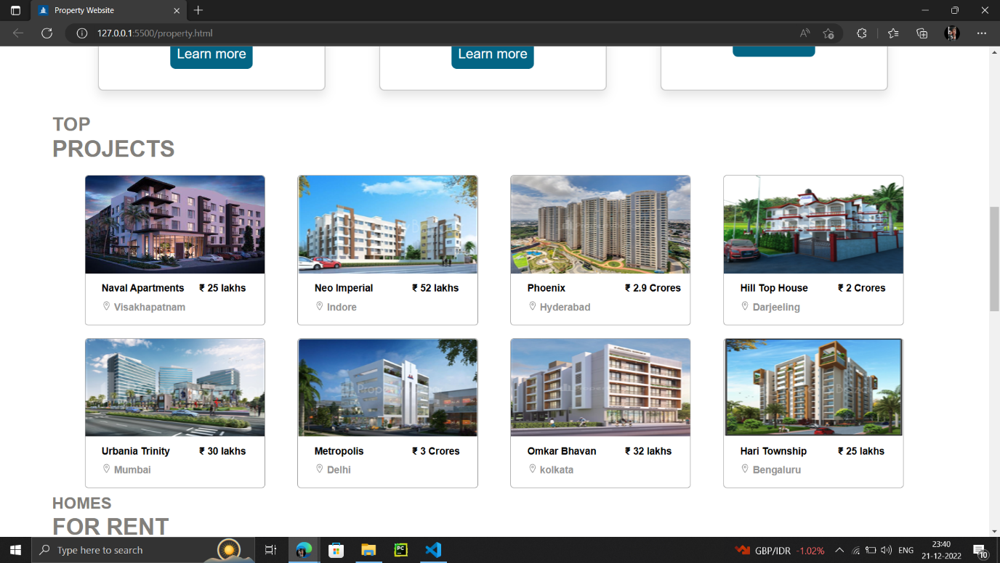 Property Website
127.0.0.1:5500/property.html
Learn more
Learn more
TOP
PROJECTS
Naval Apartments ₹ 25 lakhs
Visakhapatnam
Neo Imperial ₹ 52 lakhs
Indore
Phoenix ₹ 2.9 Crores
Hyderabad
Hill Top House ₹ 2 Crores
Darjeeling
Urbania Trinity ₹ 30 lakhs
Mumbai
Metropolis ₹ 3 Crores
Delhi
Omkar Bhavan ₹ 32 lakhs
kolkata
Hari Township ₹ 25 lakhs
Bengaluru
HOMES
FOR RENT
Type here to search
PC
GBP/IDR -1.02%
ENG
23:40
21-12-2022
10